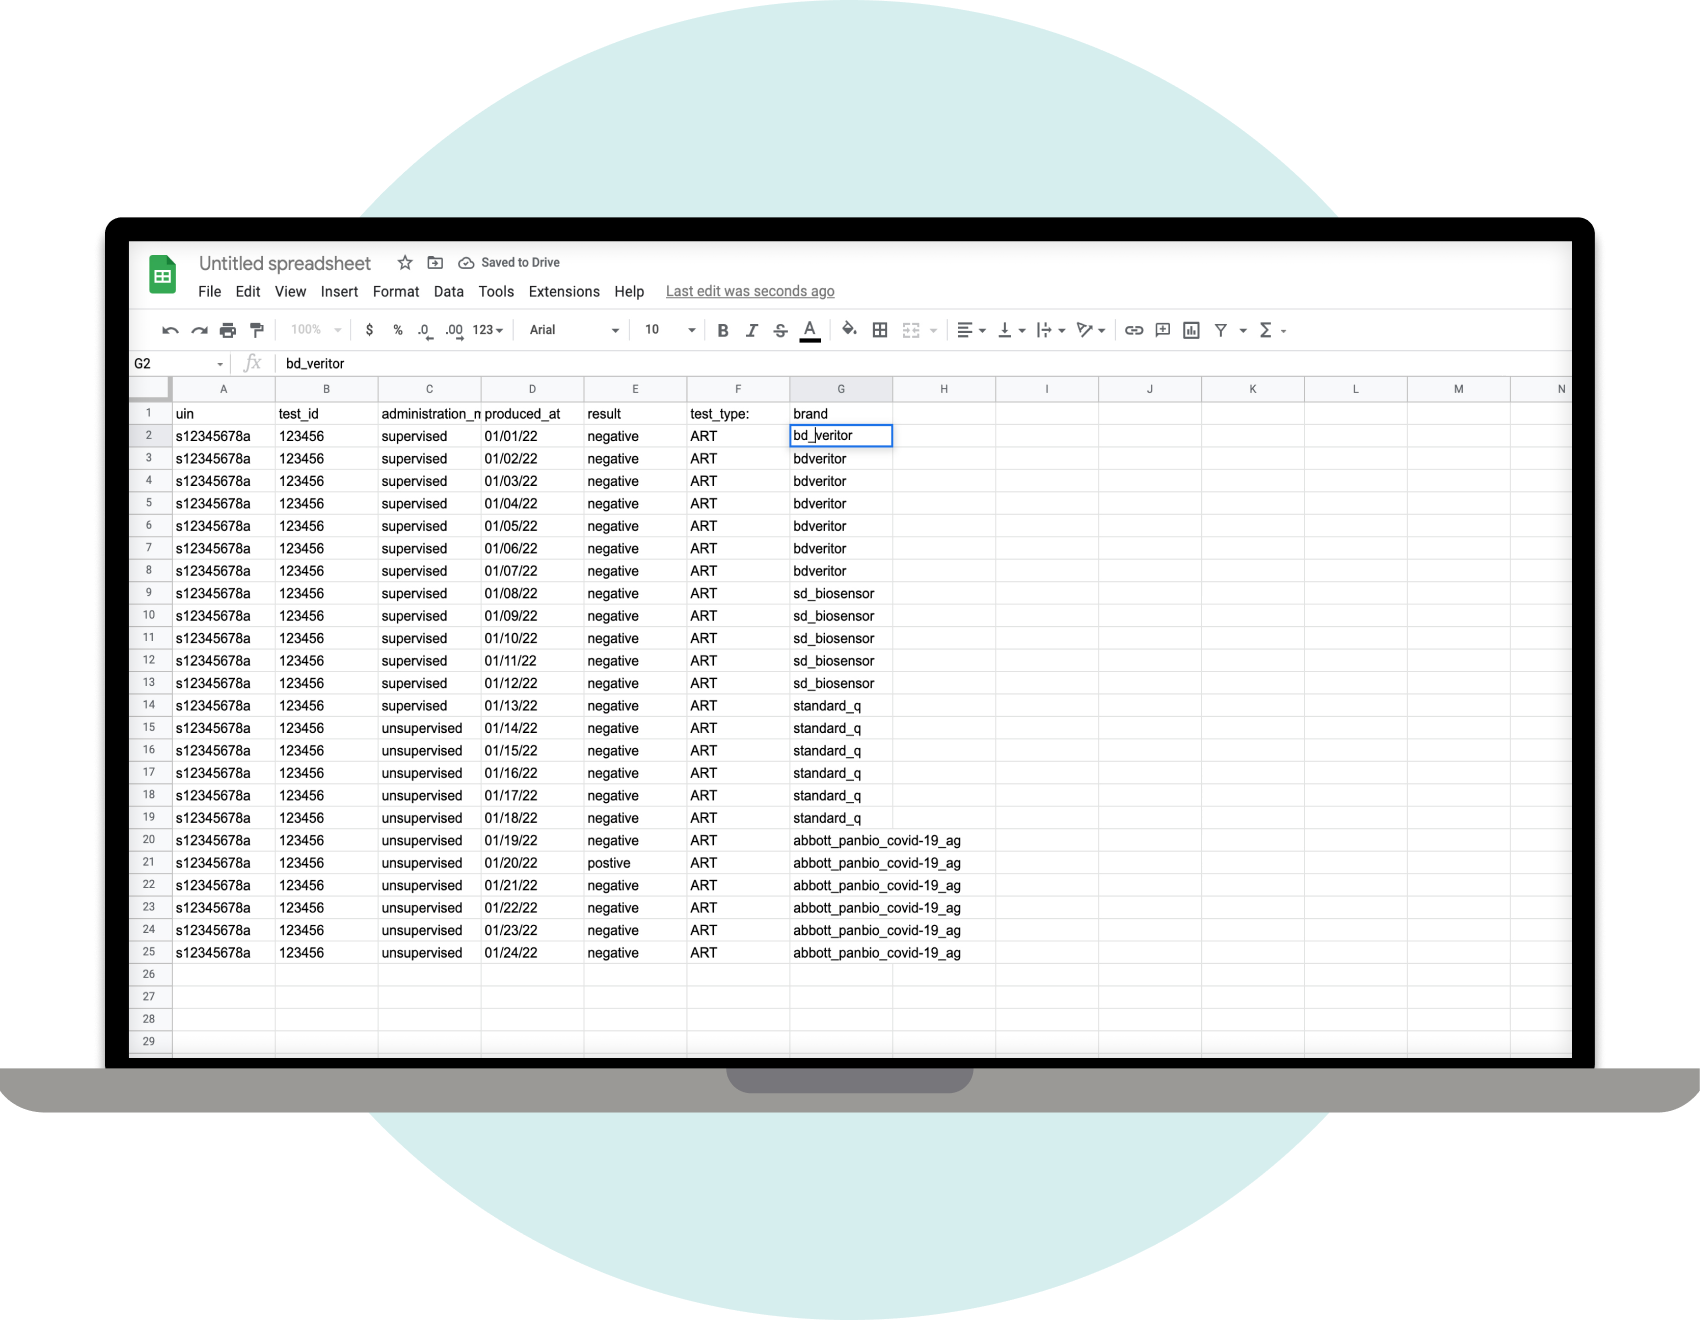 Untitled spreadsheet Saved to Drive
File Edit View Insert Format Data Tools Extensions Help Last edit was seconds ago
100% $ % .0 .00 123 Arial 10 B I S A Σ
G2 fx bd_veritor
A B C D E F G H I J K L M N
1 uin test_id administration_m produced_at result test_type: brand
2 s12345678a 123456 supervised 01/01/22 negative ART bd_veritor
3 s12345678a 123456 supervised 01/02/22 negative ART bdveritor
4 s12345678a 123456 supervised 01/03/22 negative ART bdveritor
5 s12345678a 123456 supervised 01/04/22 negative ART bdveritor
6 s12345678a 123456 supervised 01/05/22 negative ART bdveritor
7 s12345678a 123456 supervised 01/06/22 negative ART bdveritor
8 s12345678a 123456 supervised 01/07/22 negative ART bdveritor
9 s12345678a 123456 supervised 01/08/22 negative ART sd_biosensor
10 s12345678a 123456 supervised 01/09/22 negative ART sd_biosensor
11 s12345678a 123456 supervised 01/10/22 negative ART sd_biosensor
12 s12345678a 123456 supervised 01/11/22 negative ART sd_biosensor
13 s12345678a 123456 supervised 01/12/22 negative ART sd_biosensor
14 s12345678a 123456 supervised 01/13/22 negative ART standard_q
15 s12345678a 123456 unsupervised 01/14/22 negative ART standard_q
16 s12345678a 123456 unsupervised 01/15/22 negative ART standard_q
17 s12345678a 123456 unsupervised 01/16/22 negative ART standard_q
18 s12345678a 123456 unsupervised 01/17/22 negative ART standard_q
19 s12345678a 123456 unsupervised 01/18/22 negative ART standard_q
20 s12345678a 123456 unsupervised 01/19/22 negative ART abbott_panbio_covid-19_ag
21 s12345678a 123456 unsupervised 01/20/22 postive ART abbott_panbio_covid-19_ag
22 s12345678a 123456 unsupervised 01/21/22 negative ART abbott_panbio_covid-19_ag
23 s12345678a 123456 unsupervised 01/22/22 negative ART abbott_panbio_covid-19_ag
24 s12345678a 123456 unsupervised 01/23/22 negative ART abbott_panbio_covid-19_ag
25 s12345678a 123456 unsupervised 01/24/22 negative ART abbott_panbio_covid-19_ag
26
27
28
29